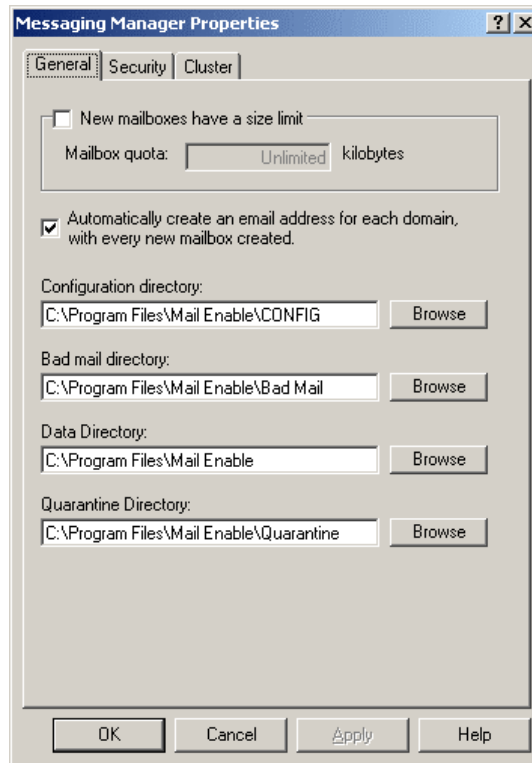 Messaging Manager Properties
General Security Cluster
New mailboxes have a size limit
Mailbox quota: Unlimited kilobytes
Automatically create an email address for each domain,
with every new mailbox created.
Configuration directory:
C:\Program Files\Mail Enable\CONFIG Browse
Bad mail directory:
C:\Program Files\Mail Enable\Bad Mail Browse
Data Directory:
C:\Program Files\Mail Enable Browse
Quarantine Directory:
C:\Program Files\Mail Enable\Quarantine Browse
OK Cancel Apply Help